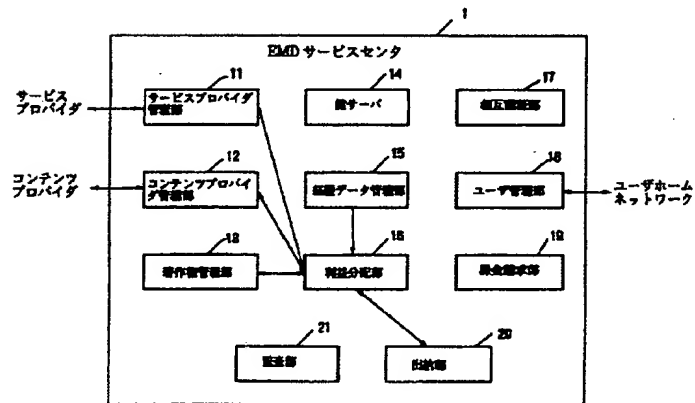 1
EMD サービスセンタ
11
14
17
サービス
プロバイダ
サービスプロバイダ
管理部
鍵サーバ
相互認証部
12
15
18
コンテンツ
プロバイダ
コンテンツプロバイ
ダ管理部
経歴データ管理部
ユーザ管理部
ユーザホーム
ネットワーク
13
16
19
著作権管理部
利益分配部
課金請求部
21
20
監査部
出納部